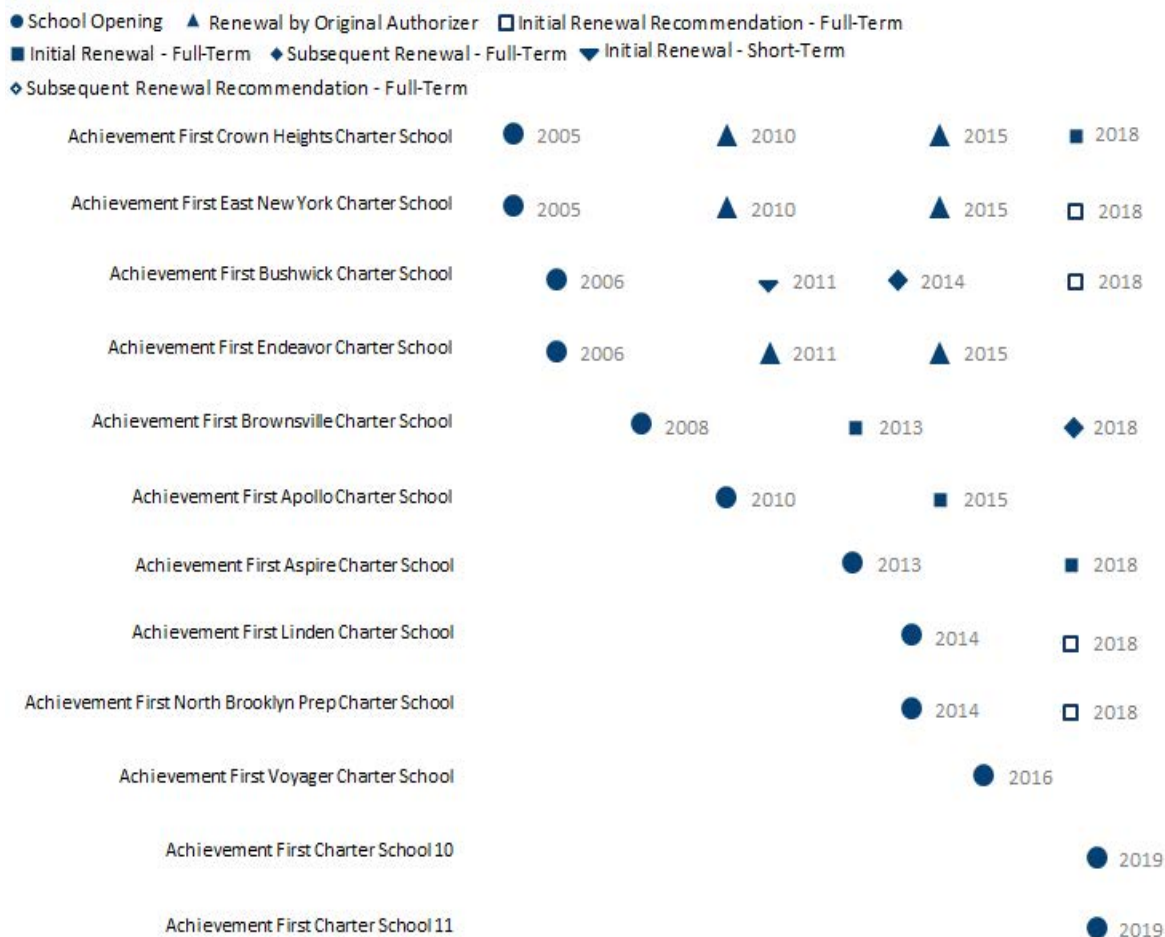 School Opening Renewal by Original Authorizer Initial Renewal Recommendation - Full-Term
Initial Renewal - Full-Term Subsequent Renewal - Full-Term Initial Renewal - Short-Term
Subsequent Renewal Recommendation - Full-Term
Achievement First Crown Heights Charter School 2005 2010 2015 2018
Achievement First East New York Charter School 2005 2010 2015 2018
Achievement First Bushwick Charter School 2006 2011 2014 2018
Achievement First Endeavor Charter School 2006 2011 2015
Achievement First Brownsville Charter School 2008 2013 2018
Achievement First Apollo Charter School 2010 2015
Achievement First Aspire Charter School 2013 2018
Achievement First Linden Charter School 2014 2018
Achievement First North Brooklyn Prep Charter School 2014 2018
Achievement First Voyager Charter School 2016
Achievement First Charter School 10 2019
Achievement First Charter School 11 2019